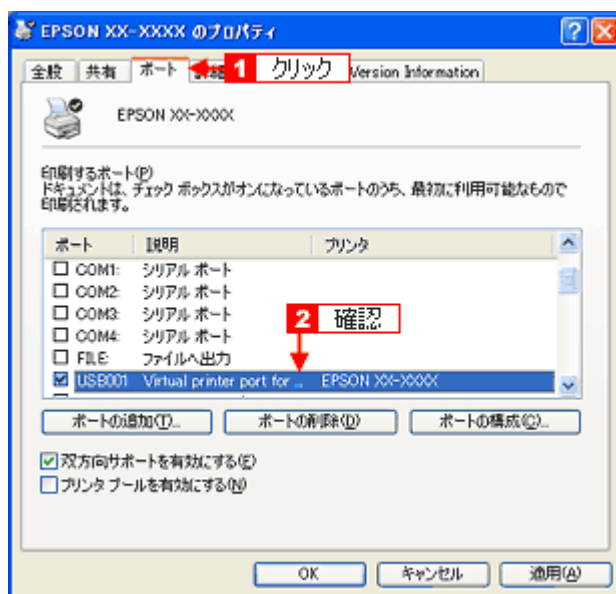 EPSON XX-XXXX のプロパティ
全般 共有 ポート 1 クリック Version Information
EPSON XX-XXXX
印刷するポート(P)
ドキュメントは、チェック ボックスがオンになっているポートのうち、最初に利用可能なもので
印刷されます。
ポート 説明 プリンタ
COM1: シリアル ポート
COM2: シリアル ポート
COM3: シリアル ポート
COM4: シリアル ポート
FILE: ファイルへ出力
2 確認
USB001 Virtual printer port for ... EPSON XX-XXXX
ポートの追加(T)... ポートの削除(D) ポートの構成(C)...
双方向サポートを有効にする(E)
プリンタ プールを有効にする(N)
OK キャンセル 適用(A)